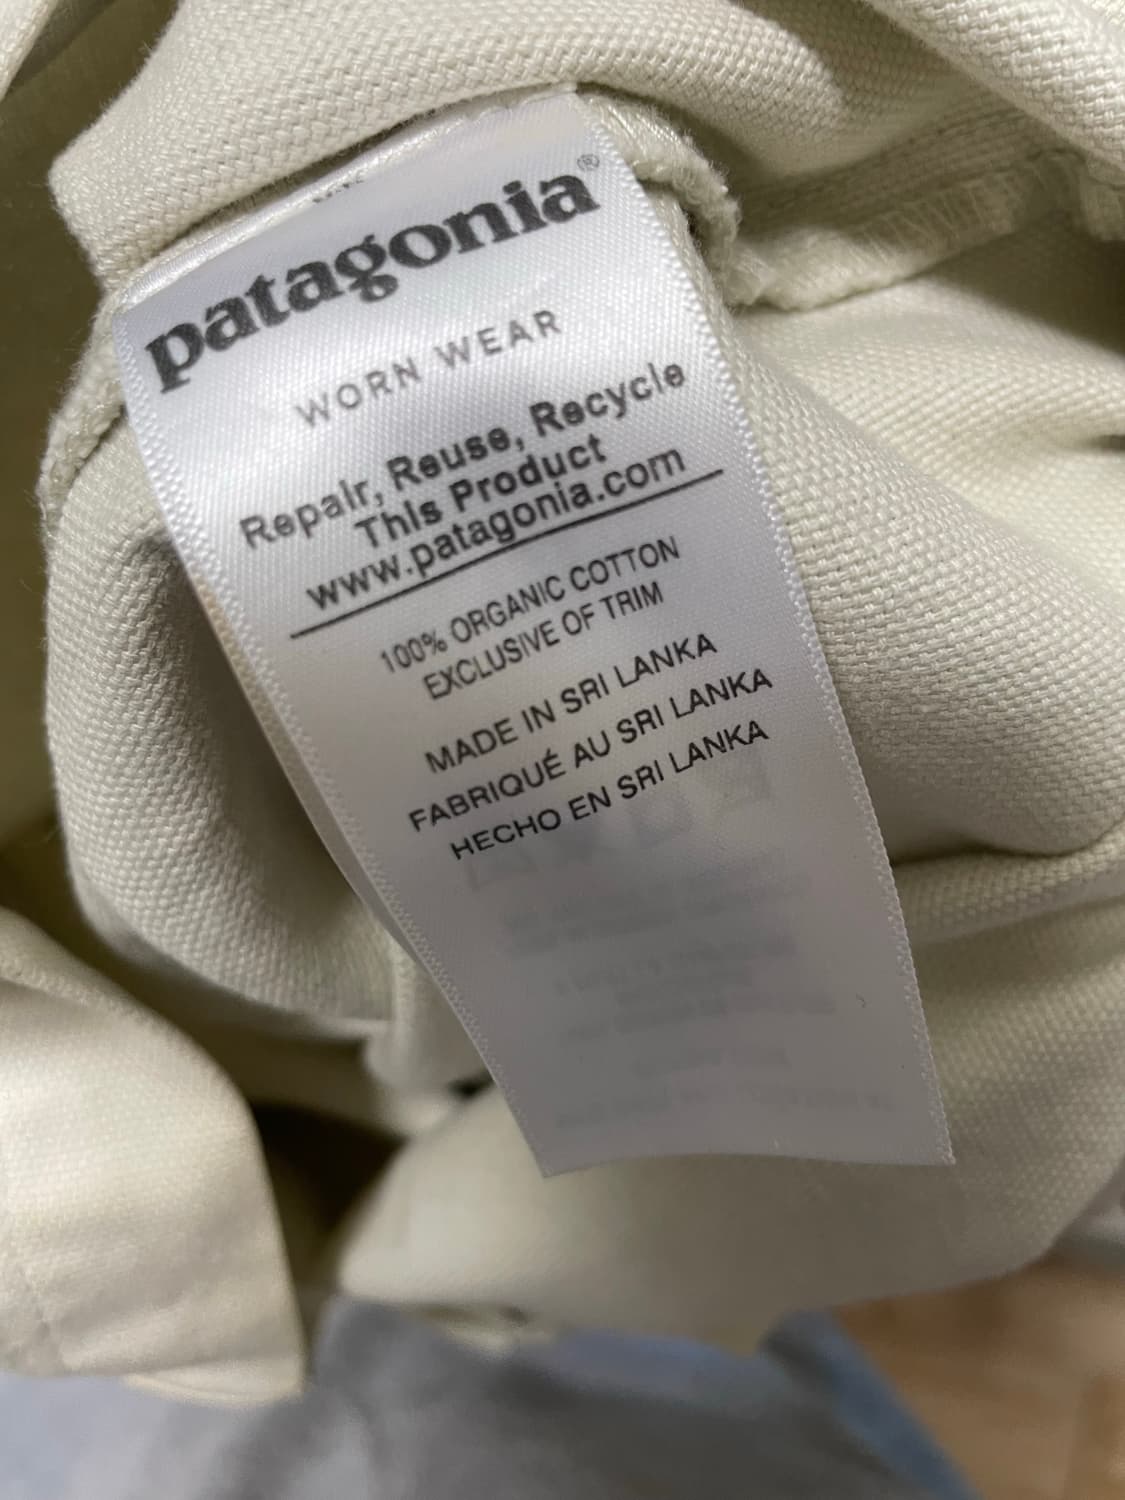 patagonia®
WORN WEAR
Repair, Reuse, Recycle
This Product
www.patagonia.com
100% ORGANIC COTTON
EXCLUSIVE OF TRIM
MADE IN SRI LANKA
FABRIQUÉ AU SRI LANKA
HECHO EN SRI LANKA